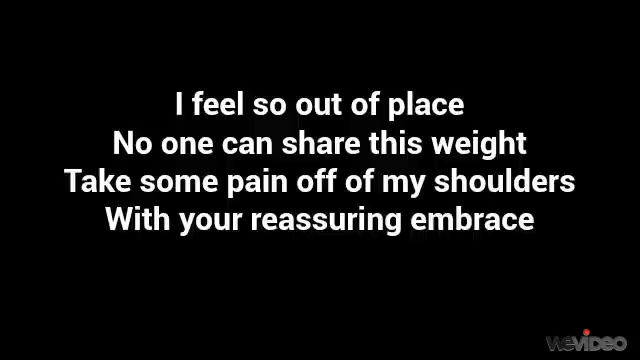 I feel so out of place
No one can share this weight
Take some pain off of my shoulders
With your reassuring embrace
WEVIDEO